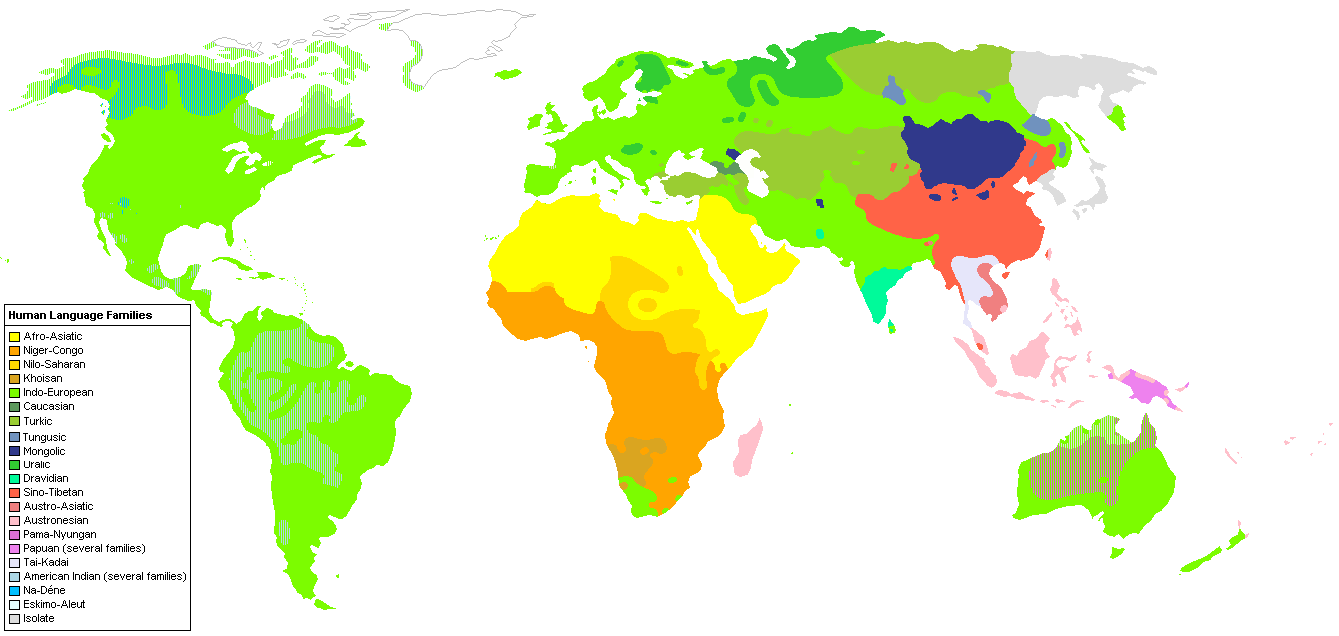 Human Language Families
Afro-Asiatic
Niger-Congo
Nilo-Saharan
Khoisan
Indo-European
Caucasian
Turkic
Tungusic
Mongolic
Uralic
Dravidian
Sino-Tibetan
Austro-Asiatic
Austronesian
Pama-Nyungan
Papuan (several families)
Tai-Kadai
American Indian (several families)
Na-Déne
Eskimo-Aleut
Isolate